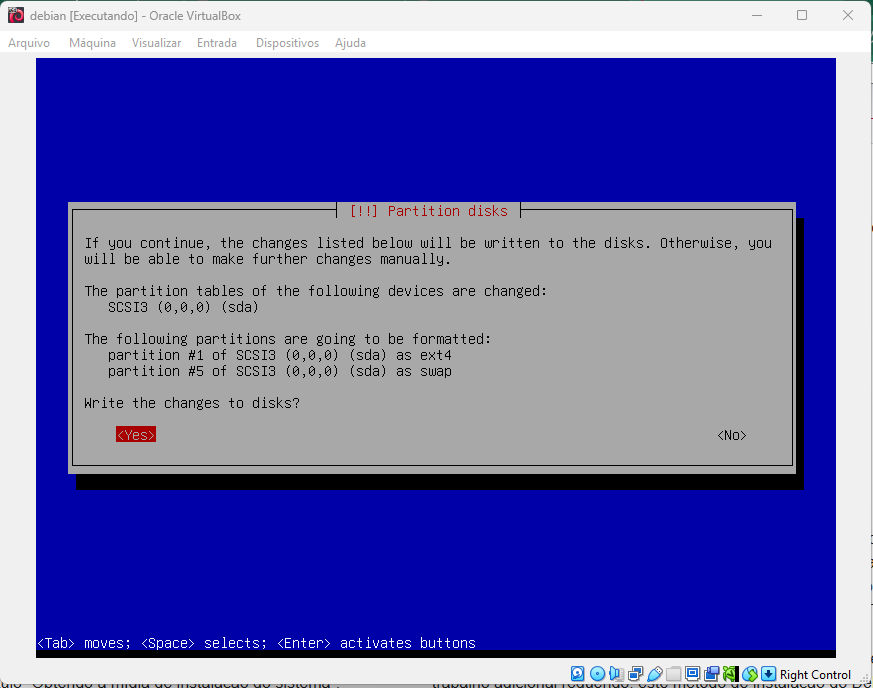 debian [Executando] - Oracle VirtualBox
Arquivo Máquina Visualizar Entrada Dispositivos Ajuda
[!!] Partition disks
If you continue, the changes listed below will be written to the disks. Otherwise, you
will be able to make further changes manually.
The partition tables of the following devices are changed:
SCSI3 (0,0,0) (sda)
The following partitions are going to be formatted:
partition #1 of SCSI3 (0,0,0) (sda) as ext4
partition #5 of SCSI3 (0,0,0) (sda) as swap
Write the changes to disks?
<Yes> <No>
<Tab> moves; <Space> selects; <Enter> activates buttons
Right Control